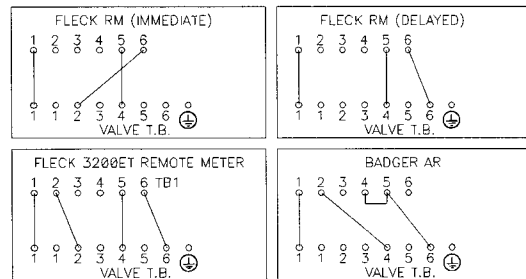 FLECK RM (IMMEDIATE)
1 2 3 4 5 6
1 1 2 3 4 5 6
VALVE T.B.
FLECK RM (DELAYED)
1 2 3 4 5 6
1 1 2 3 4 5 6
VALVE T.B.
FLECK 3200ET REMOTE METER
1 2 3 4 5 6 TB1
1 1 2 3 4 5 6
VALVE T.B.
BADGER AR
1 2 3 4 5 6
1 1 2 3 4 5 6
VALVE T.B.